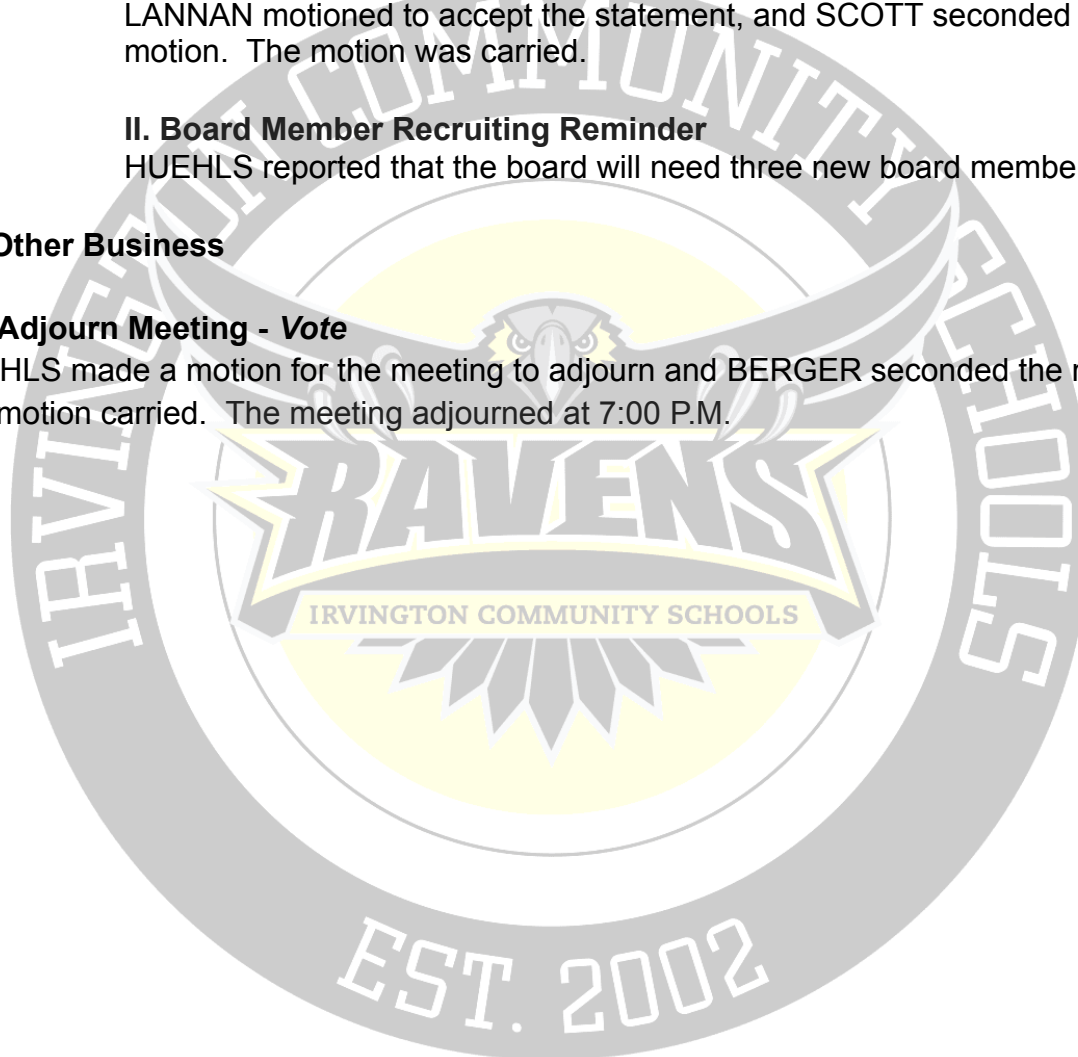 LANNAN motioned to accept the statement, and SCOTT seconded
motion. The motion was carried.
II. Board Member Recruiting Reminder
HUEHLS reported that the board will need three new board membe
Other Business
Adjourn Meeting - Vote
HLS made a motion for the meeting to adjourn and BERGER seconded the
motion carried. The meeting adjourned at 7:00 P.M.
IRVINGTON COMMUNITY SCHOOLS
RAVENS
IRVINGTON COMMUNITY SCHOOLS
EST. 2002